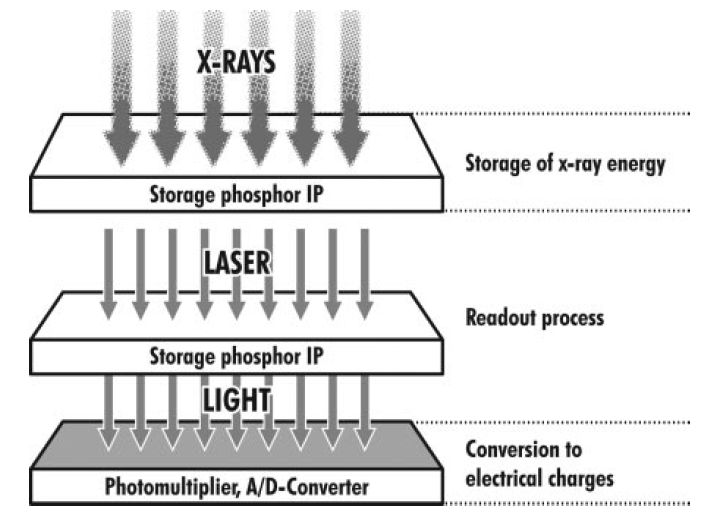 X-RAYS
Storage of x-ray energy
Storage phosphor IP
LASER
Readout process
Storage phosphor IP
LIGHT
Conversion to
electrical charges
Photomultiplier, A/D-Converter